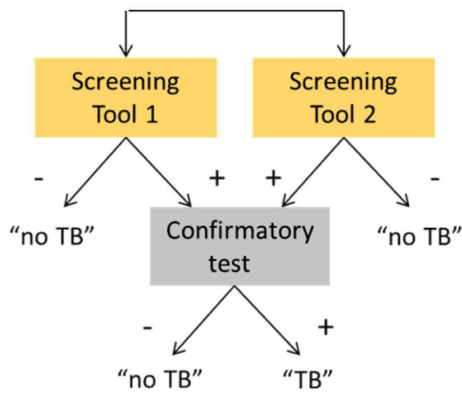 Screening
Tool 1
Screening
Tool 2
-
+
+
-
“no TB”
Confirmatory
test
“no TB”
-
+
“no TB”
“TB”